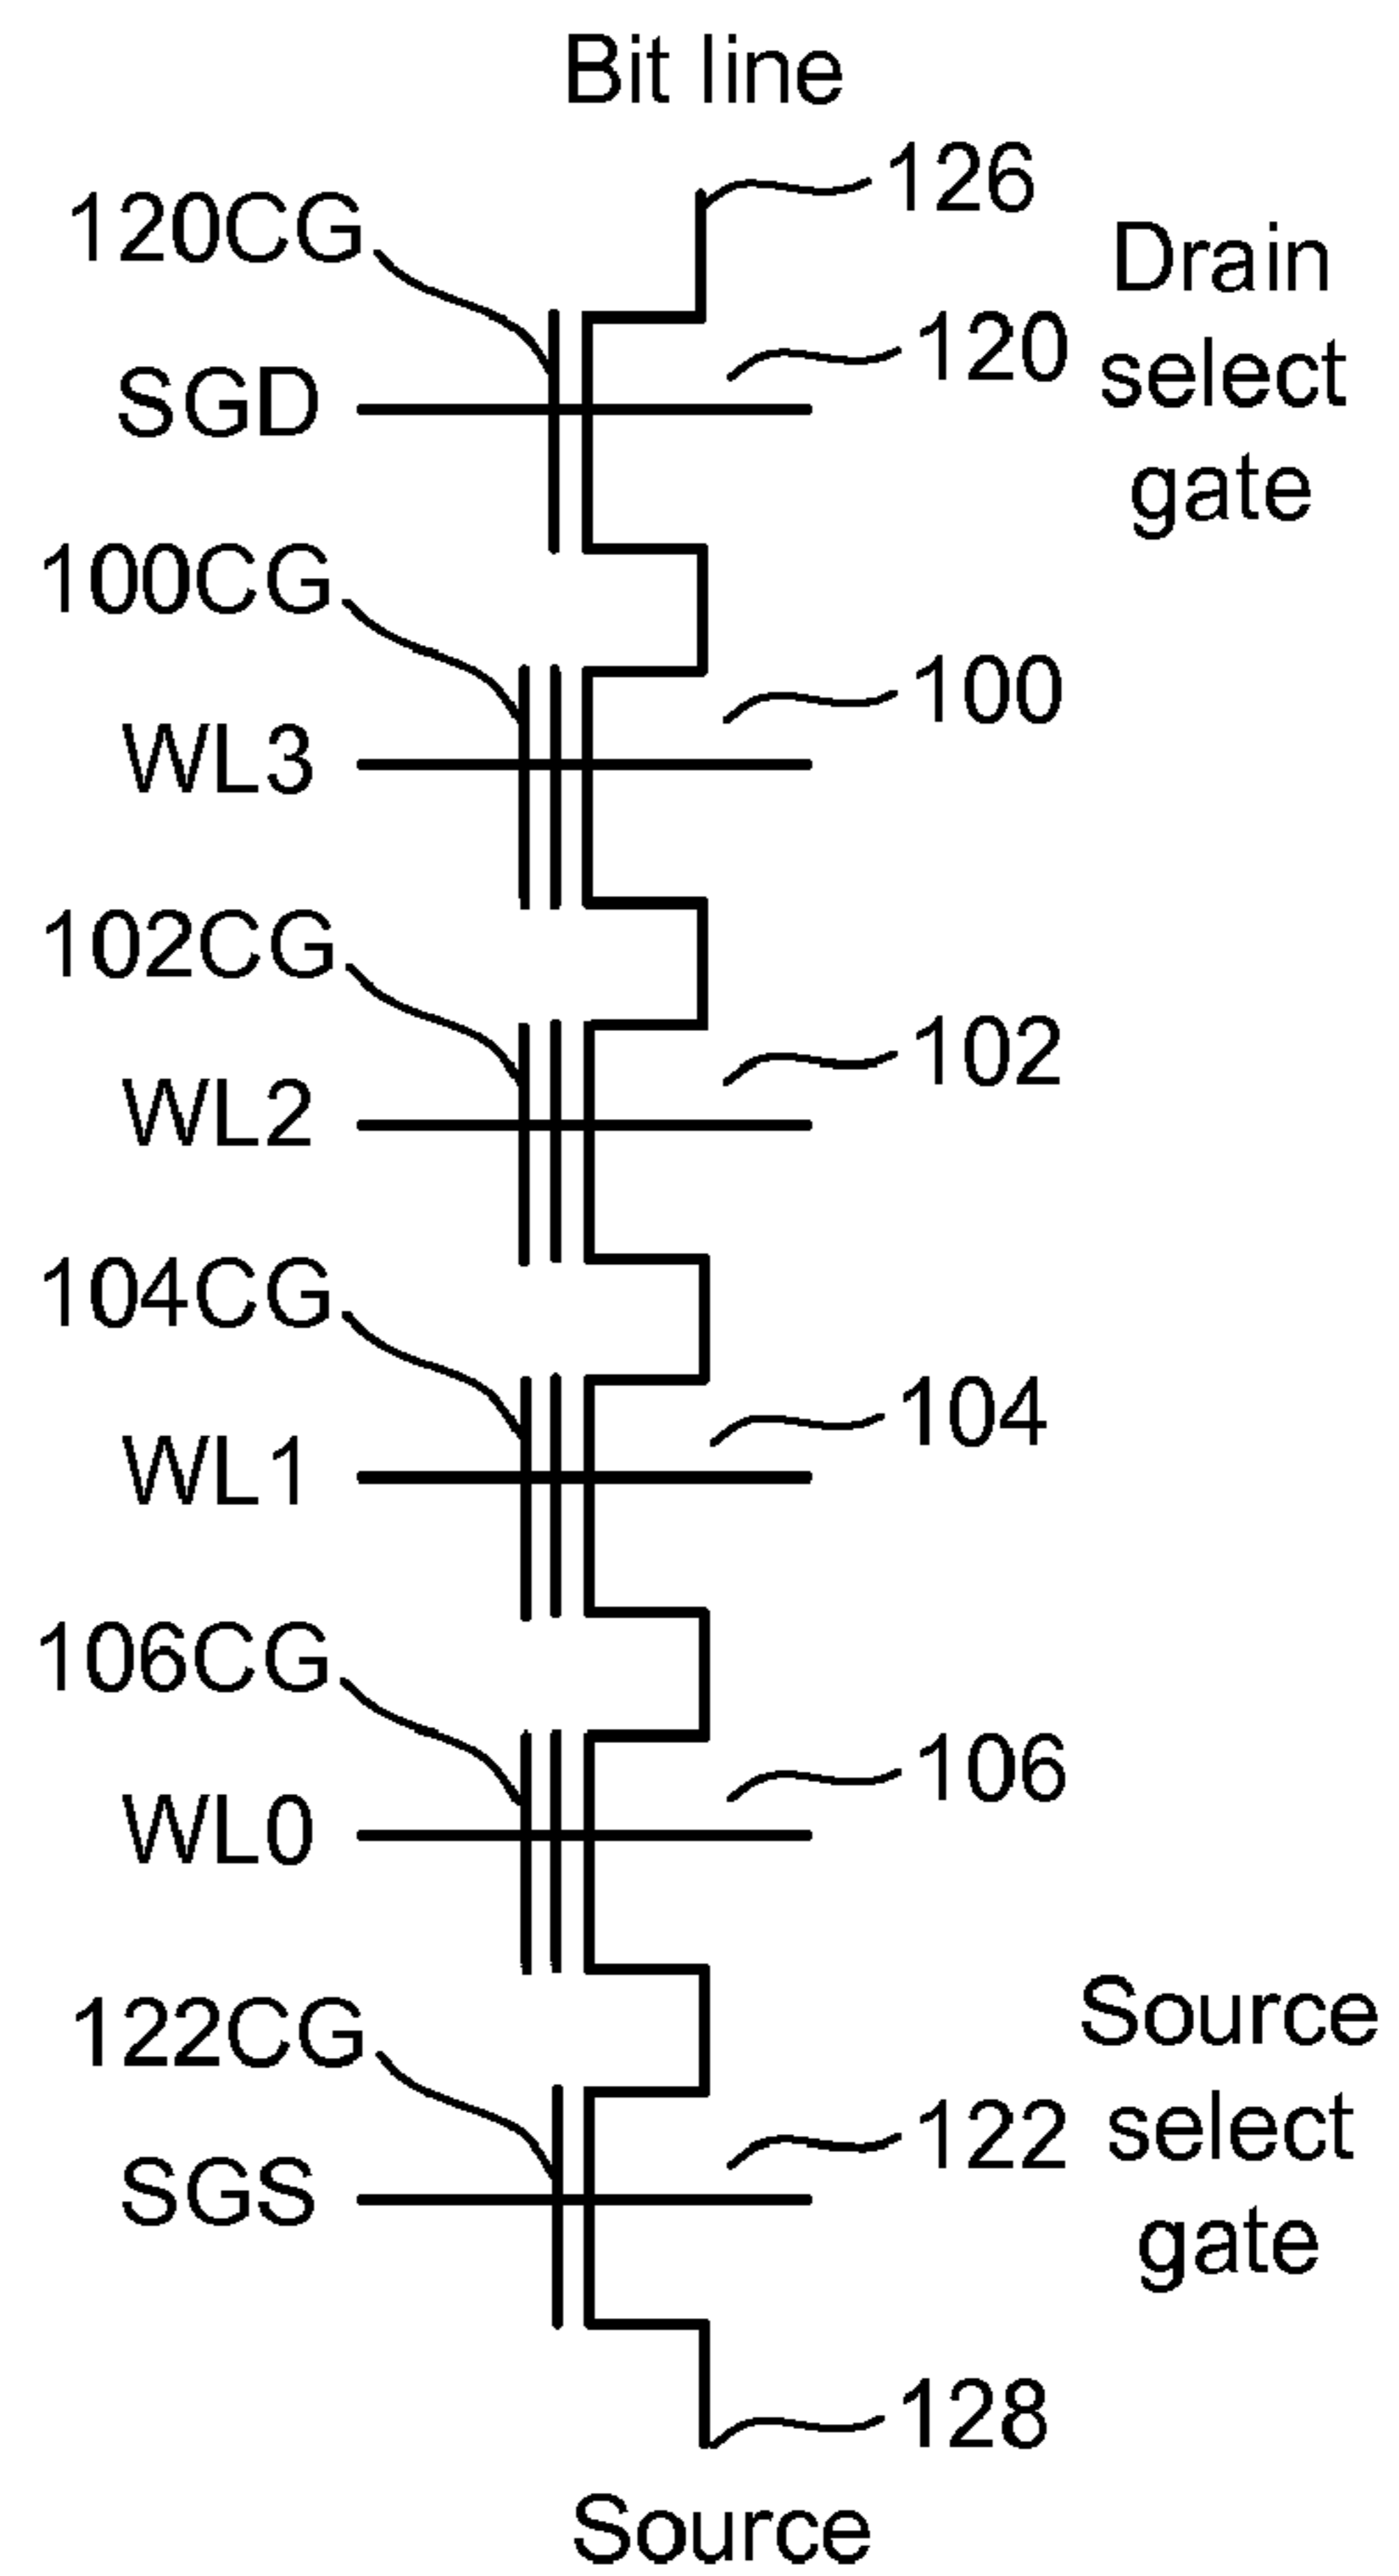 Bit line
126
120CG
Drain
select
gate
120
SGD
100CG
100
WL3
102CG
102
WL2
104CG
104
WL1
106CG
106
WL0
122CG
Source
select
gate
122
SGS
128
Source